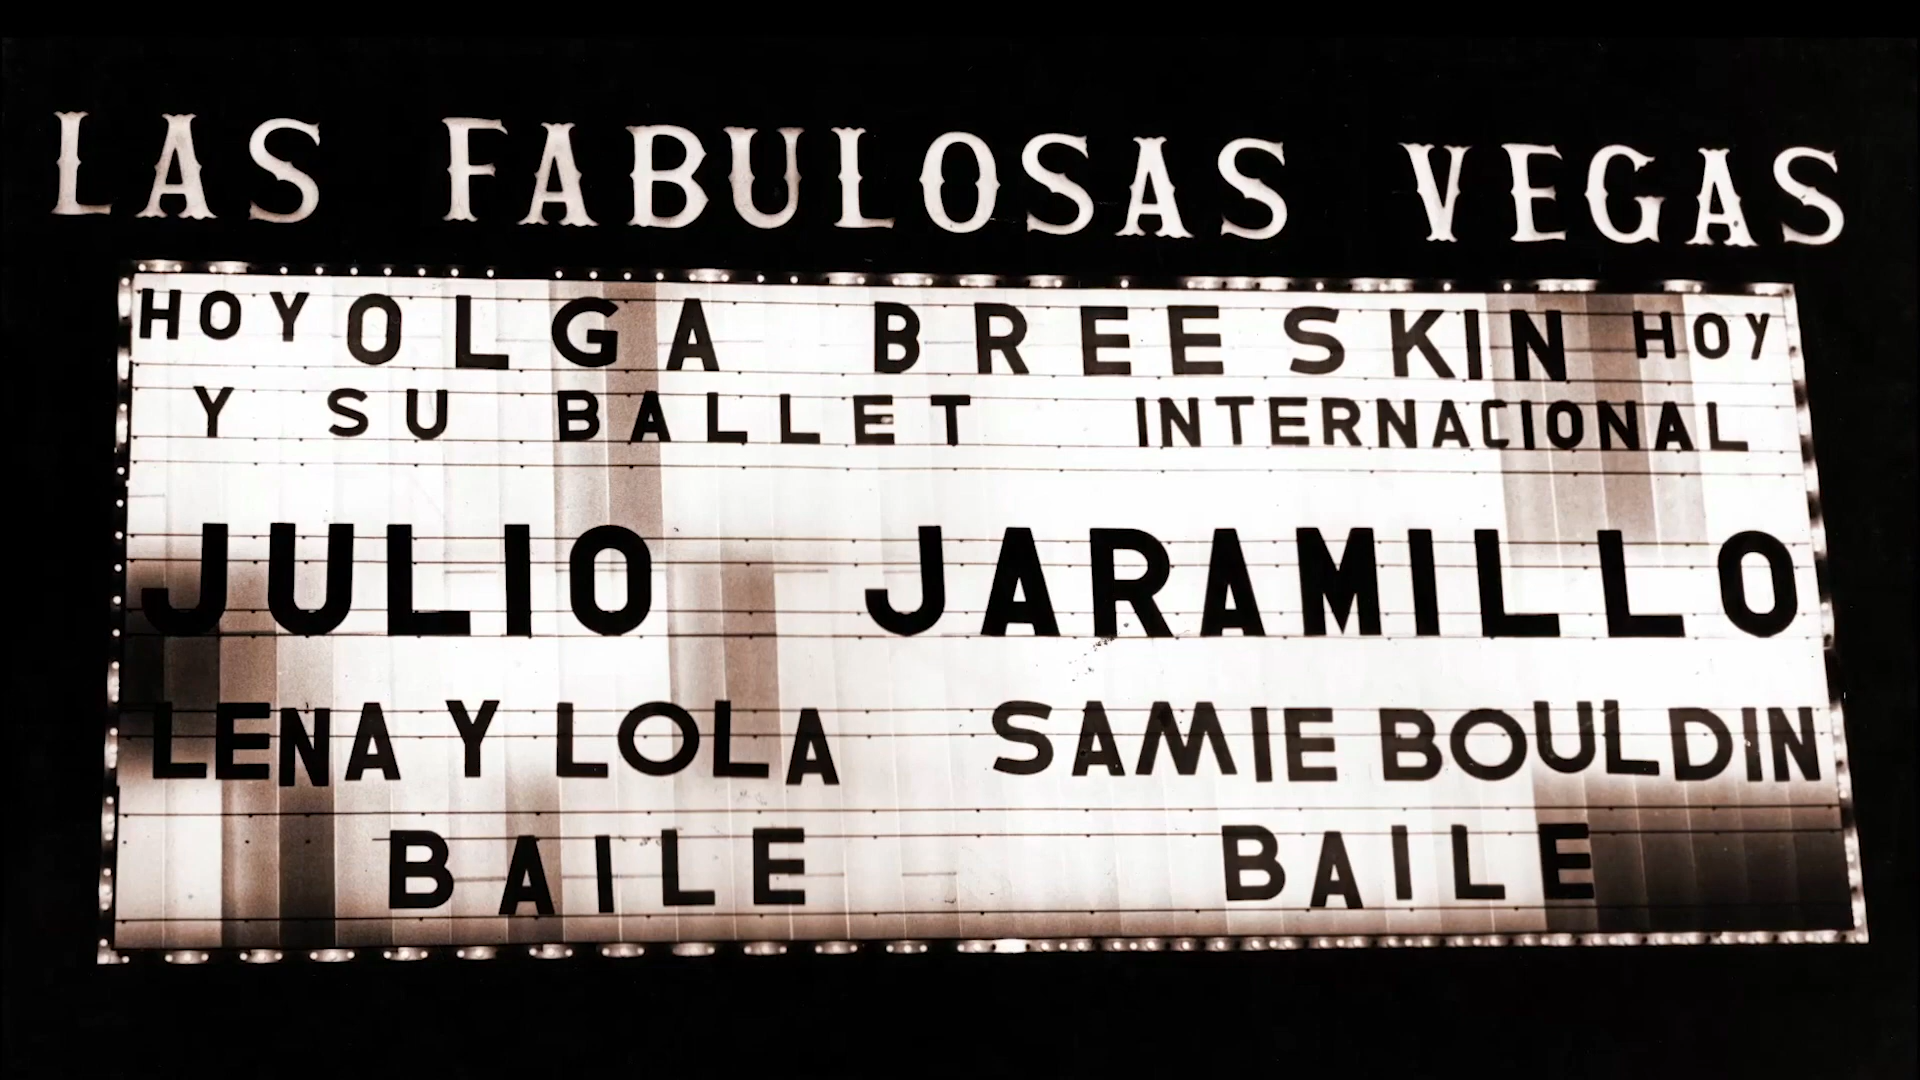 LAS FABULOSAS VEGAS
HOY OLGA BREESKIN HOY
Y SU BALLET INTERNACIONAL
JULIO JARAMILLO
LENA Y LOLA SAMIE BOULDIN
BAILE BAILE